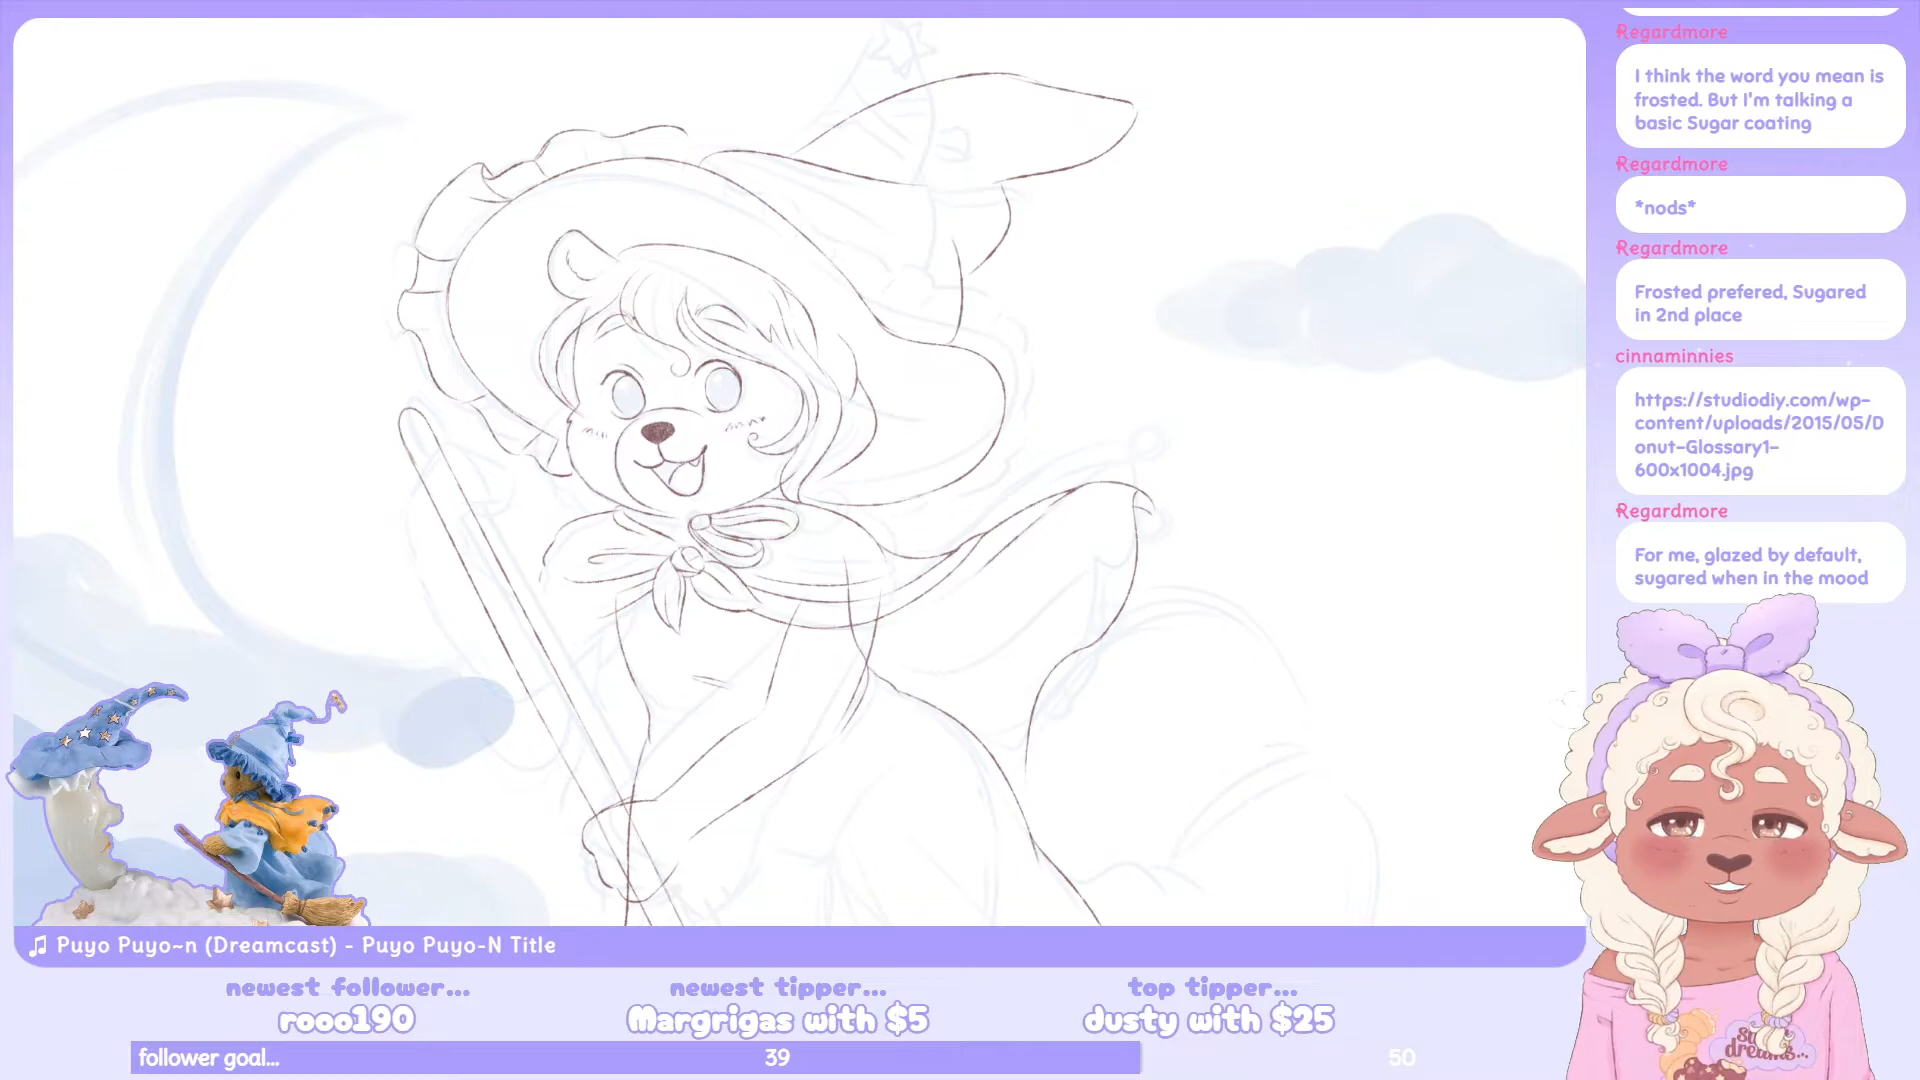 Regardmore
I think the word you mean is
frosted. But I'm talking a
basic Sugar coating
Regardmore
*nods*
Regardmore
Frosted prefered, Sugared
in 2nd place
cinnaminnies
https://studiodiy.com/wp-
content/uploads/2015/05/D
onut-Glossary1-
600x1004.jpg
Regardmore
For me, glazed by default,
sugared when in the mood
Puyo Puyo~n (Dreamcast) - Puyo Puyo-N Title
newest follower...
rooo190
newest tipper...
Margrigas with $5
top tipper...
dusty with $25
follower goal...
39
50
dreams...